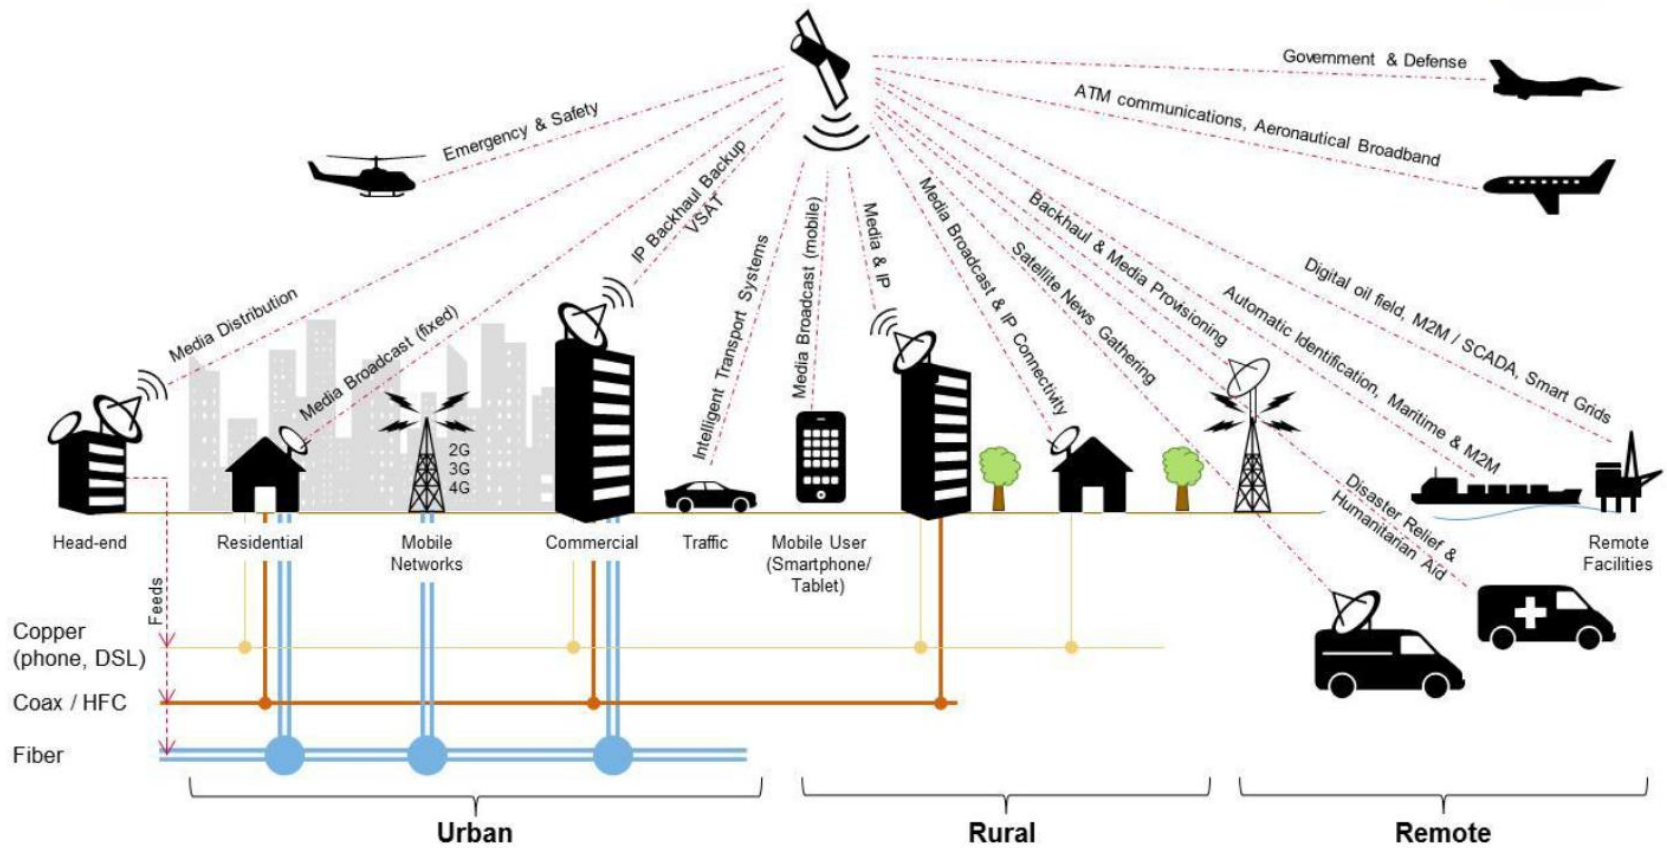 Government & Defense
ATM communications, Aeronautical Broadband
Emergency & Safety
IP Backhaul Backup
VSAT
Media Distribution
Media Broadcast (fixed)
Intelligent Transport Systems
Media Broadcast (mobile)
Media & IP
Media Broadcast & IP Connectivity
Satellite News Gathering
Backhaul & Media Provisioning
Automatic Identification, Maritime & M2M
Digital oil field, M2M / SCADA, Smart Grids
Disaster Relief &
Humanitarian Aid
2G
3G
4G
Head-end
Residential
Mobile
Networks
Commercial
Traffic
Mobile User
(Smartphone/
Tablet)
Remote
Facilities
Feeds
Copper
(phone, DSL)
Coax / HFC
Fiber
Urban
Rural
Remote